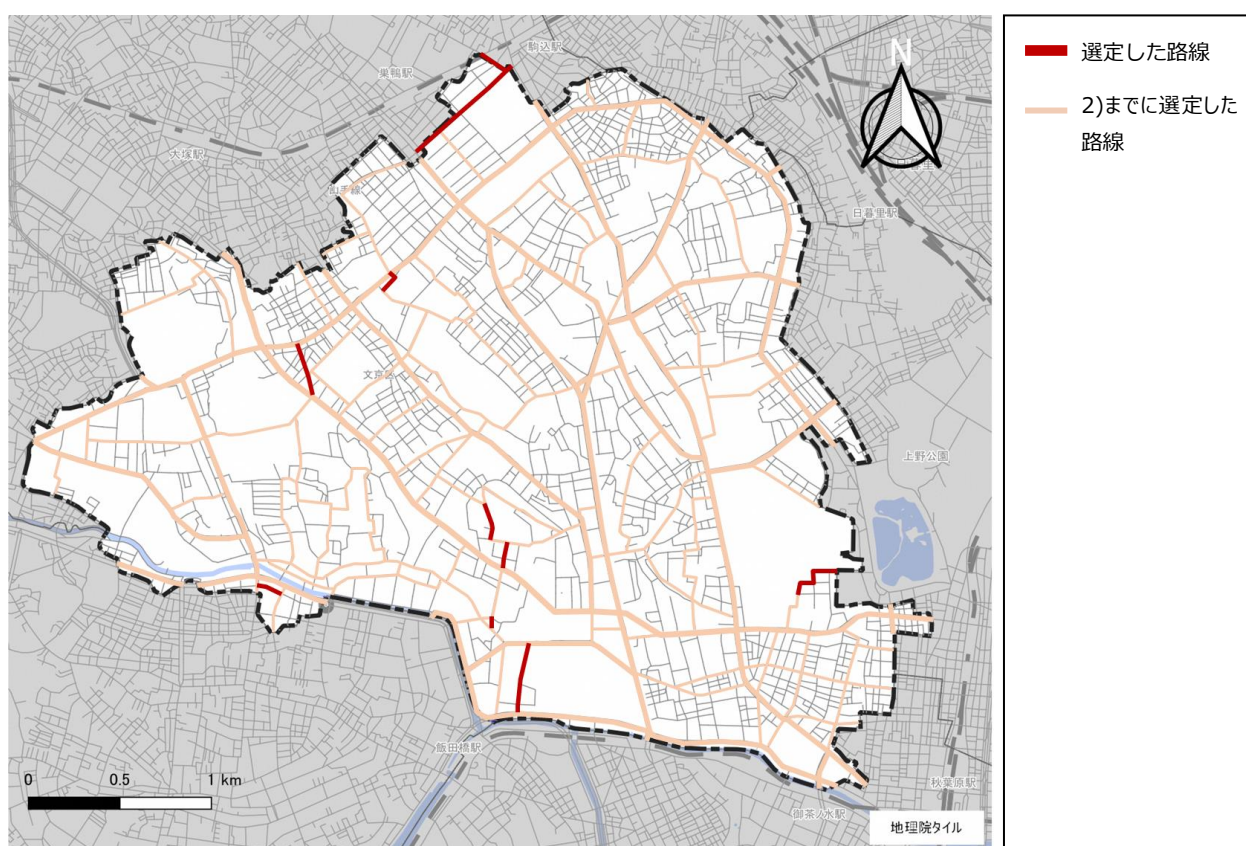 駒込駅
巣鴨駅
N
大塚駅
山手線
日暮里駅
文京区
上野公園
飯田橋駅
0 0.5 1 km
秋葉原駅
御茶ノ水駅
地理院タイル
選定した路線
2)までに選定した
路線